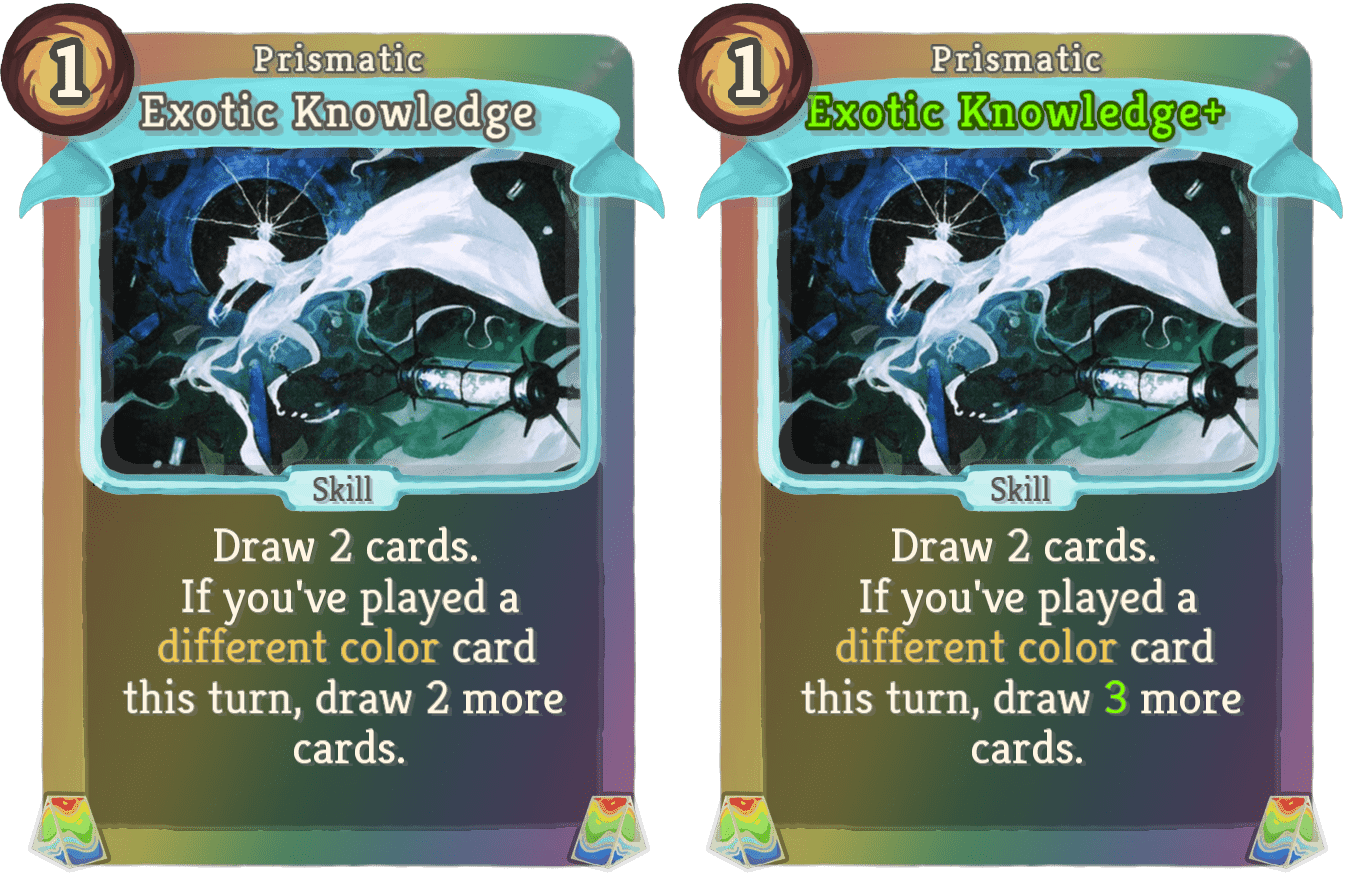 1
Prismatic
Exotic Knowledge
Skill
Draw 2 cards.
If you've played a
different color card
this turn, draw 2 more
cards.
1
Prismatic
Exotic Knowledge+
Skill
Draw 2 cards.
If you've played a
different color card
this turn, draw 3 more
cards.